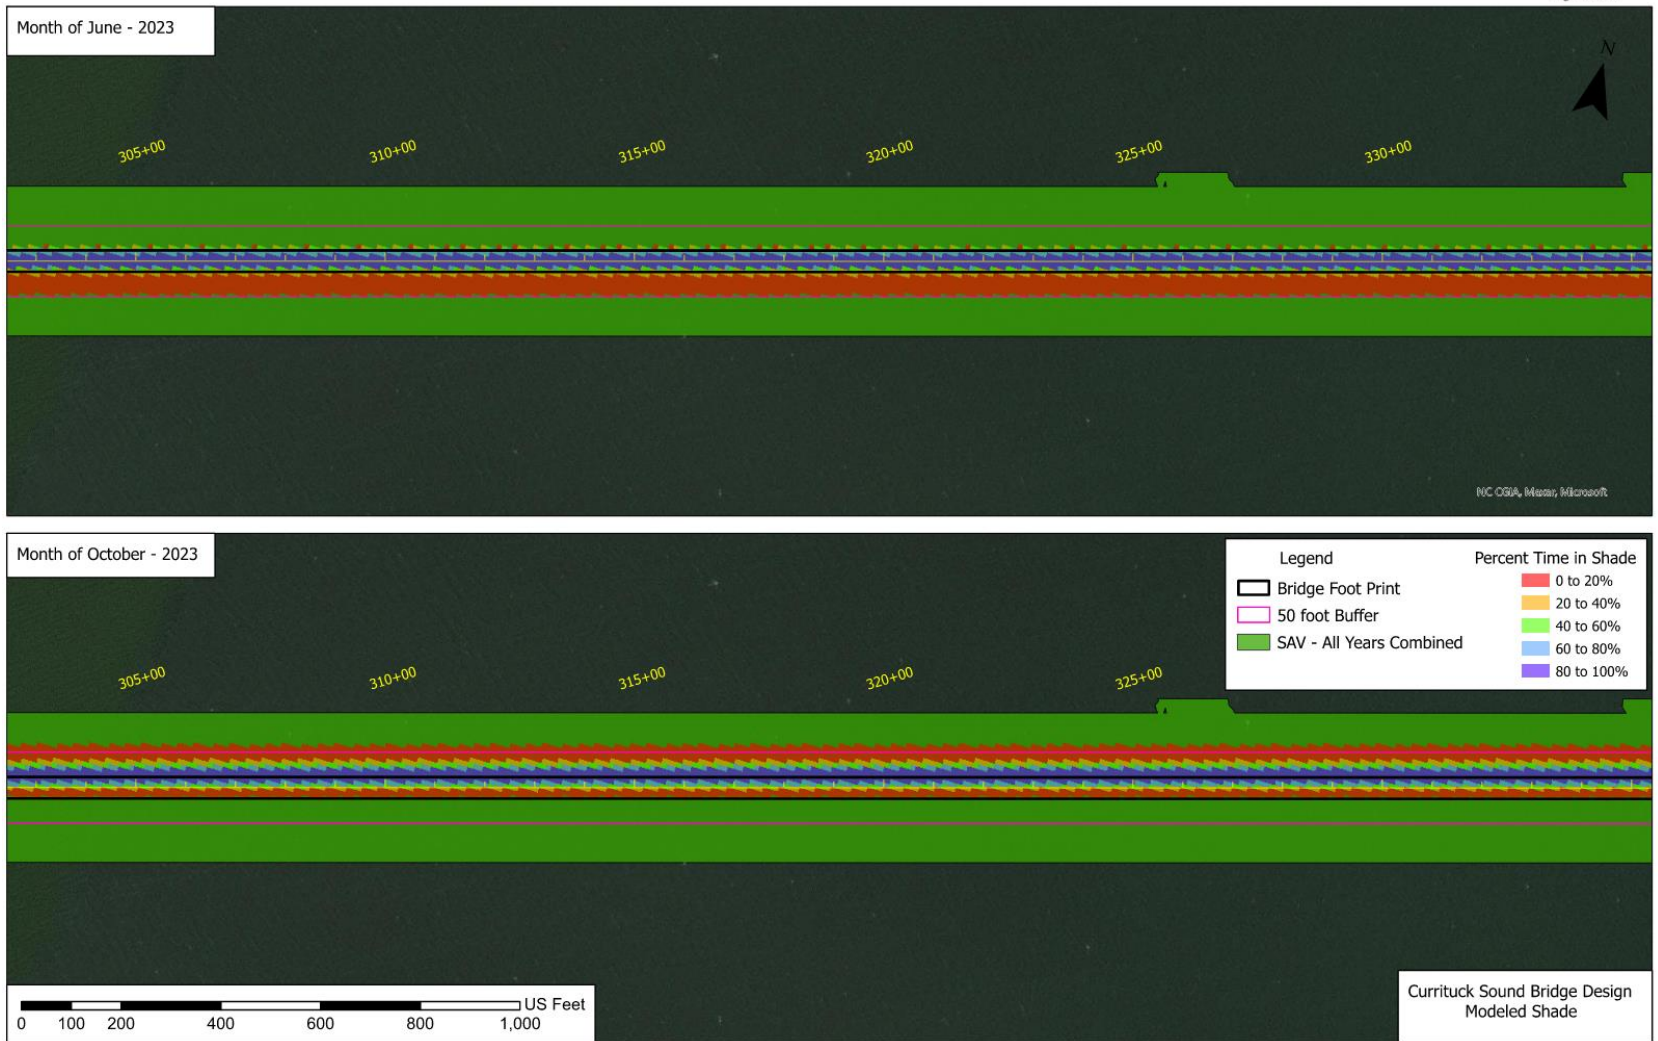 Month of June - 2023
N
305+00
310+00
315+00
320+00
325+00
330+00
NC CGIA, Maxar, Microsoft
Month of October - 2023
Legend
Bridge Foot Print
50 foot Buffer
SAV - All Years Combined
Percent Time in Shade
0 to 20%
20 to 40%
40 to 60%
60 to 80%
80 to 100%
305+00
310+00
315+00
320+00
325+00
US Feet
0 100 200 400 600 800 1,000
Currituck Sound Bridge Design
Modeled Shade